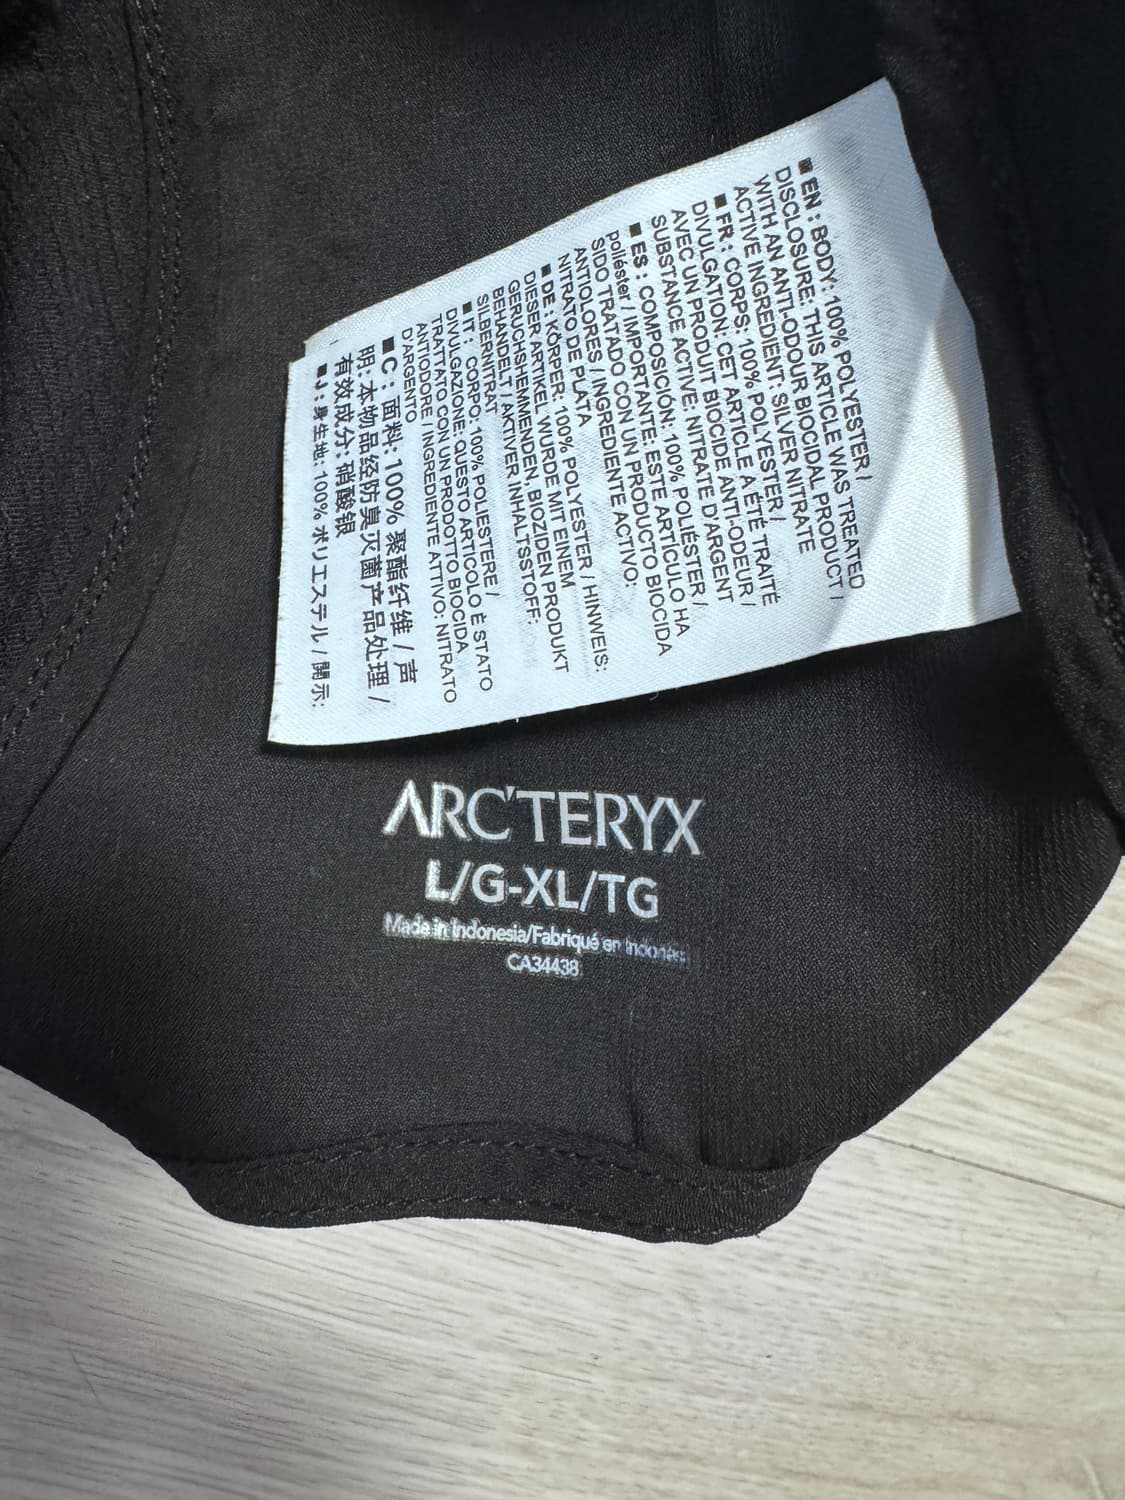 ■ EN : BODY: 100% POLYESTER /
DISCLOSURE: THIS ARTICLE WAS TREATED
WITH AN ANTI-ODOUR BIOCIDAL PRODUCT /
ACTIVE INGREDIENT: SILVER NITRATE
■ FR : CORPS: 100% POLYESTER /
DIVULGATION: CET ARTICLE A ÉTÉ TRAITÉ
AVEC UN PRODUIT BIOCIDE ANTI-ODEUR /
SUBSTANCE ACTIVE: NITRATE D'ARGENT
■ ES : COMPOSICIÓN: 100% POLIÉSTER /
poliéster / IMPORTANTE: ESTE ARTÍCULO HA
SIDO TRATADO CON UN PRODUCTO BIOCIDA
ANTIOLORES / INGREDIENTE ACTIVO:
NITRATO DE PLATA
■ DE : KÖRPER: 100% POLYESTER / HINWEIS:
DIESER ARTIKEL WURDE MIT EINEM
GERUCHSHEMMENDEN, BIOZIDEN PRODUKT
BEHANDELT / AKTIVER INHALTSSTOFF:
SILBERNITRAT
■ IT : CORPO: 100% POLIESTERE /
DIVULGAZIONE: QUESTO ARTICOLO È STATO
TRATTATO CON UN PRODOTTO BIOCIDA
ANTIODORE / INGREDIENTE ATTIVO: NITRATO
D'ARGENTO
■ C : 面料: 100% 聚酯纤维 / 声
明: 本物品经防臭灭菌产品处理 /
有效成分: 硝酸银
■ J : 身生地: 100% ポリエステル / 開示:
ARC'TERYX
L/G-XL/TG
Made in Indonesia/Fabriqué en Indonésie
CA34438